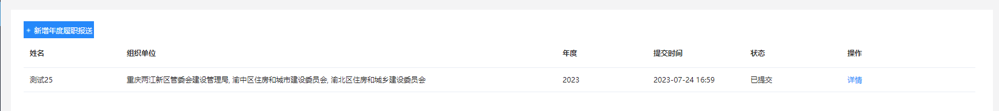 新增年度履职报送
姓名 组织单位 年度 提交时间 状态 操作
测试25 重庆两江新区管委会建设管理局, 渝中区住房和城市建设委员会, 渝北区住房和城乡建设委员会 2023 2023-07-24 16:59 已提交 详情